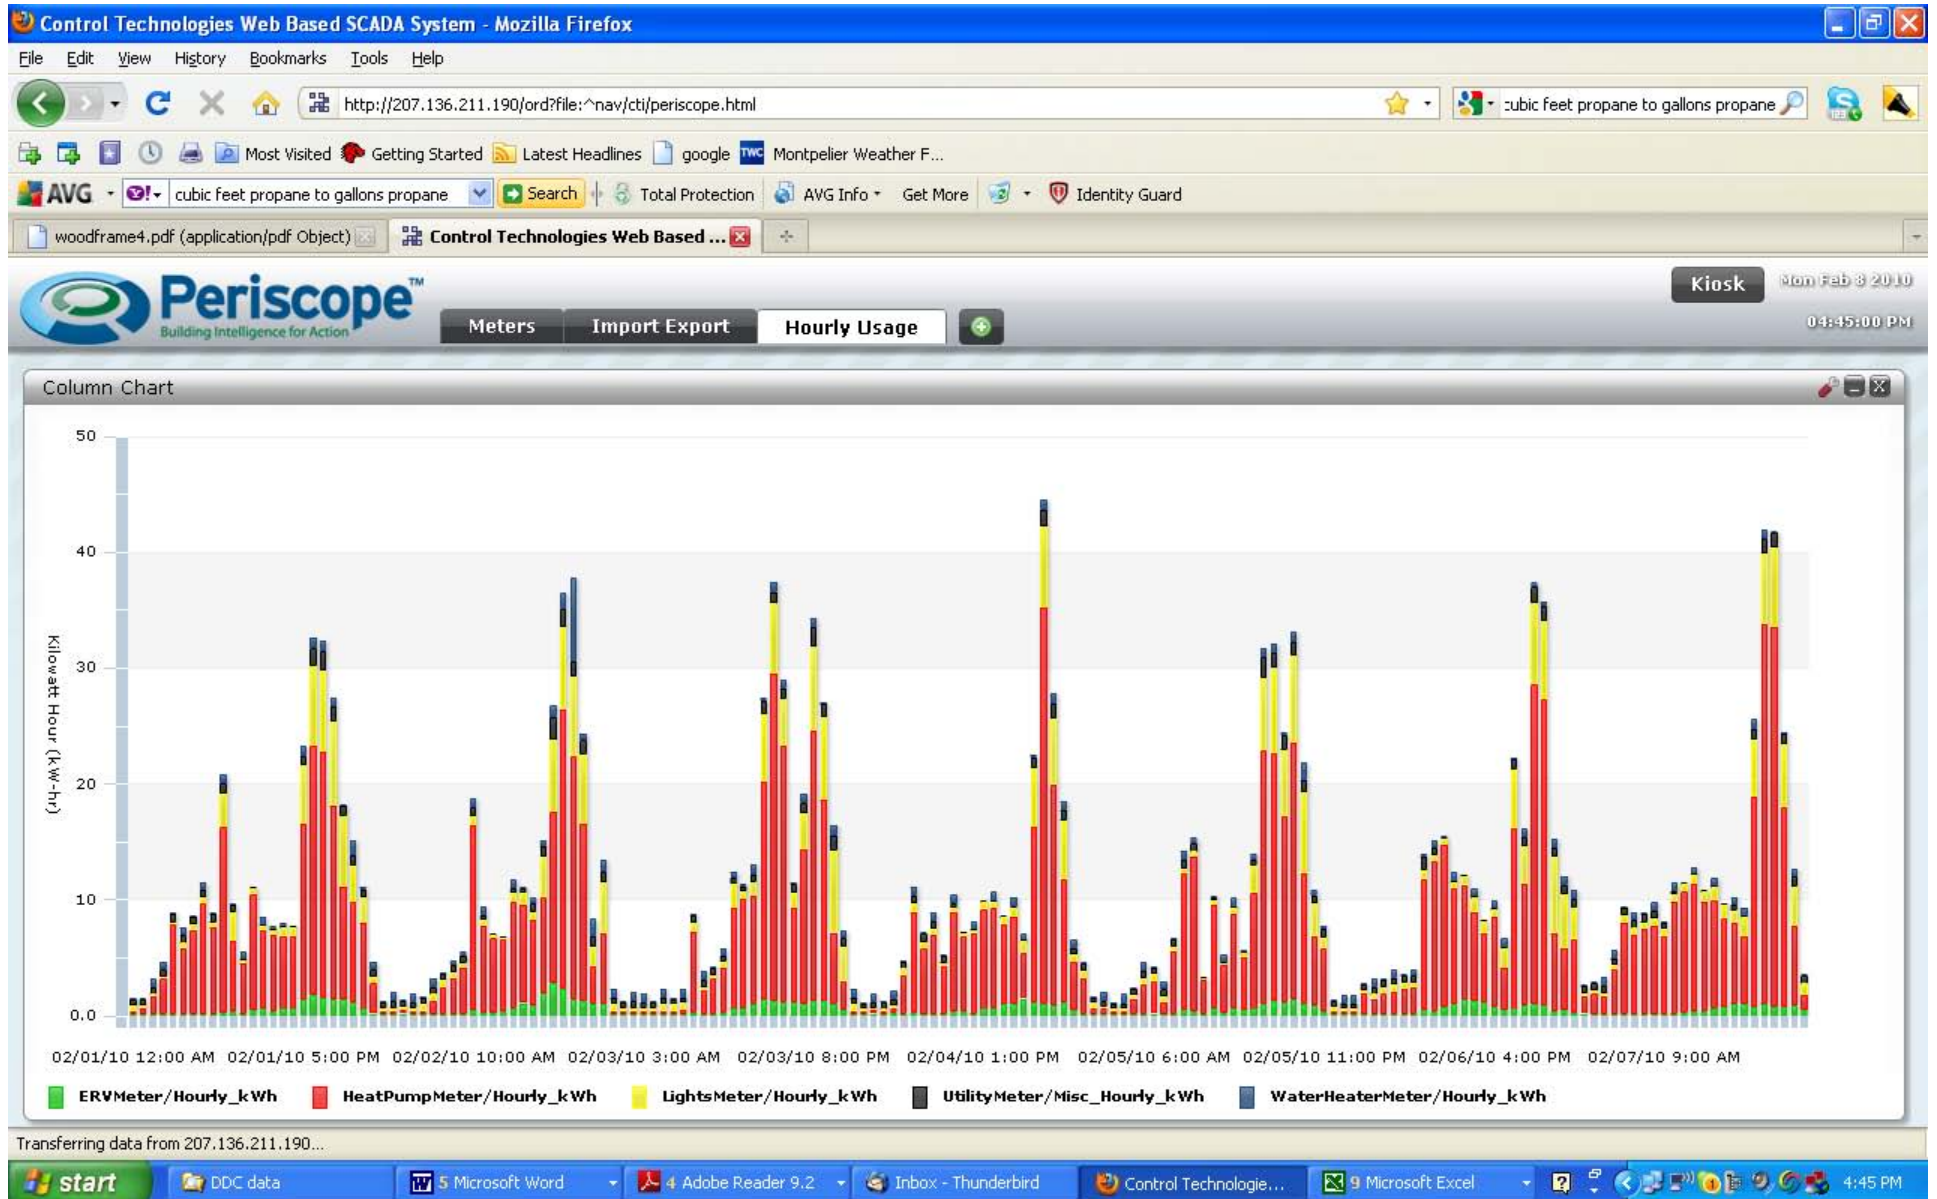 Control Technologies Web Based SCADA System - Mozilla Firefox
File Edit View History Bookmarks Tools Help
http://207.136.211.190/ord?file:^nav/cti/periscope.html
cubic feet propane to gallons propane
Most Visited Getting Started Latest Headlines google TWC Montpelier Weather F...
AVG Y! cubic feet propane to gallons propane Search Total Protection AVG Info Get More Identity Guard
woodframe4.pdf (application/pdf Object) Control Technologies Web Based ...
Periscope™
Building Intelligence for Action
Meters Import Export Hourly Usage
Kiosk Mon Feb 8 2010
04:45:00 PM
Column Chart
50
40
30
20
10
0.0
Kilowatt Hour (kW-hr)
02/01/10 12:00 AM 02/01/10 5:00 PM 02/02/10 10:00 AM 02/03/10 3:00 AM 02/03/10 8:00 PM 02/04/10 1:00 PM 02/05/10 6:00 AM 02/05/10 11:00 PM 02/06/10 4:00 PM 02/07/10 9:00 AM
ERVMeter/Hourly_kWh HeatPumpMeter/Hourly_kWh LightsMeter/Hourly_kWh UtilityMeter/Misc_Hourly_kWh WaterHeaterMeter/Hourly_kWh
Transferring data from 207.136.211.190...
start DDC data 5 Microsoft Word 4 Adobe Reader 9.2 Inbox - Thunderbird Control Technologie... 9 Microsoft Excel 4:45 PM